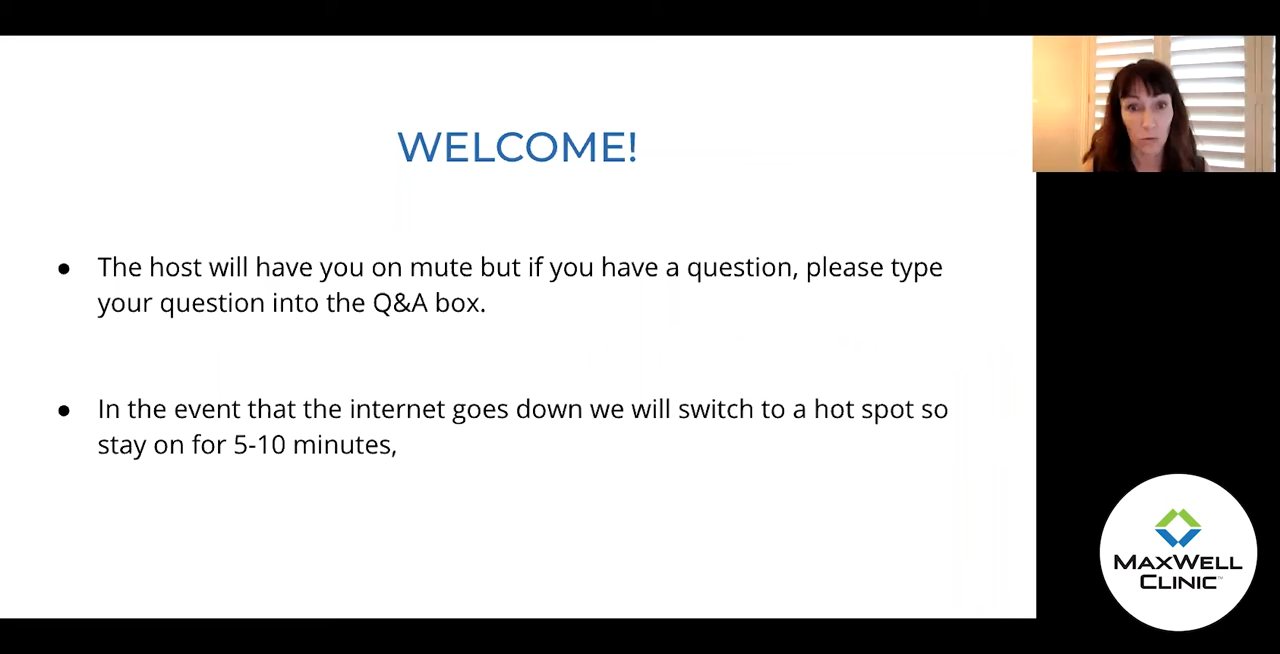 WELCOME!
● The host will have you on mute but if you have a question, please type
your question into the Q&A box.
● In the event that the internet goes down we will switch to a hot spot so
stay on for 5-10 minutes,
MAXWELL
CLINIC™